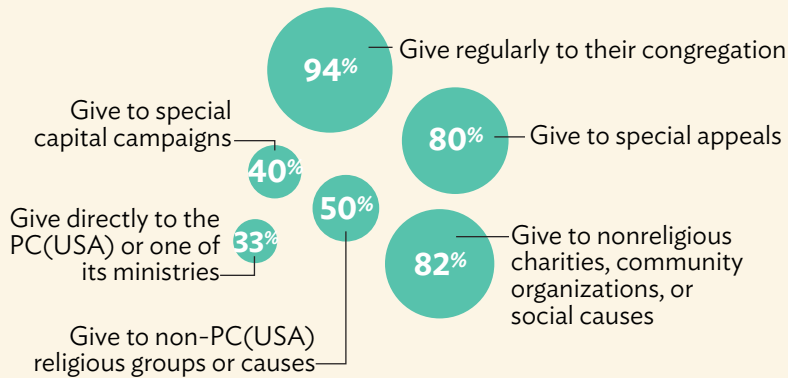 94%
Give regularly to their congregation
Give to special
capital campaigns
40%
80%
Give to special appeals
50%
Give directly to the
PC(USA) or one of
its ministries
33%
82%
Give to nonreligious
charities, community
organizations, or
social causes
Give to non-PC(USA)
religious groups or causes